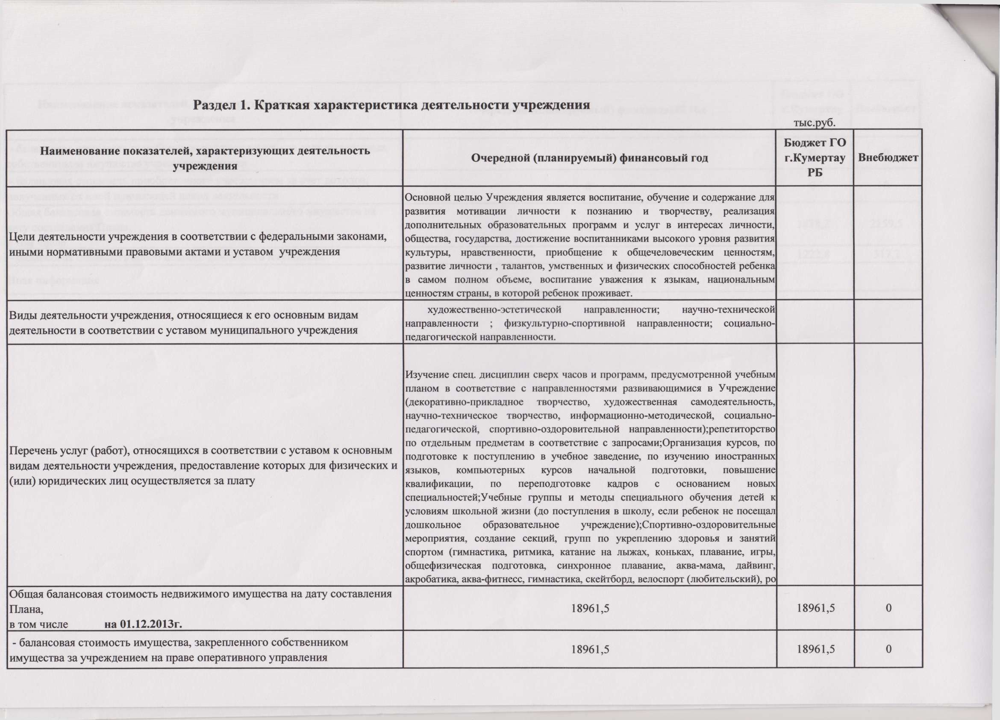 Раздел 1. Краткая характеристика деятельности учреждения
тыс.руб.
Наименование показателей, характеризующих деятельность
учреждения
Очередной (планируемый) финансовый год
Бюджет ГО
г.Кумертау
РБ
Внебюджет
Цели деятельности учреждения в соответствии с федеральными законами,
иными нормативными правовыми актами и уставом учреждения
Основной целью Учреждения является воспитание, обучение и содержание для
развития мотивации личности к познанию и творчеству, реализация
дополнительных образовательных программ и услуг в интересах личности,
общества, государства, достижение воспитанниками высокого уровня развития
культуры, нравственности, приобщение к общечеловеческим ценностям,
развитие личности , талантов, умственных и физических способностей ребенка
в самом полном объеме, воспитание уважения к языкам, национальным
ценностям страны, в которой ребенок проживает.
Виды деятельности учреждения, относящиеся к его основным видам
деятельности в соответствии с уставом муниципального учреждения
художественно-эстетической направленности; научно-технической
направленности ; физкультурно-спортивной направленности; социально-
педагогической направленности.
Перечень услуг (работ), относящихся в соответствии с уставом к основным
видам деятельности учреждения, предоставление которых для физических и
(или) юридических лиц осуществляется за плату
Изучение спец. дисциплин сверх часов и программ, предусмотренной учебным
планом в соответствие с направленностями развивающимися в Учреждение
(декоративно-прикладное творчество, художественная самодеятельность,
научно-техническое творчество, информационно-методической, социально-
педагогической, спортивно-оздоровительной направленности);репетиторство
по отдельным предметам в соответствие с запросами;Организация курсов, по
подготовке к поступлению в учебное заведение, по изучению иностранных
языков, компьютерных курсов начальной подготовки, повышение
квалификации, по переподготовке кадров с основанием новых
специальностей;Учебные группы и методы специального обучения детей к
условиям школьной жизни (до поступления в школу, если ребенок не посещал
дошкольное образовательное учреждение);Спортивно-оздоровительные
мероприятия, создание секций, групп по укреплению здоровья и занятий
спортом (гимнастика, ритмика, катание на лыжах, коньках, плавание, игры,
общефизическая подготовка, синхронное плавание, аква-мама, дайвинг,
акробатика, аква-фитнесс, гимнастика, скейтборд, велоспорт (любительский), ро
Общая балансовая стоимость недвижимого имущества на дату составления
Плана,
в том числе на 01.12.2013г.
18961,5
18961,5
0
- балансовая стоимость имущества, закрепленного собственником
имущества за учреждением на праве оперативного управления
18961,5
18961,5
0